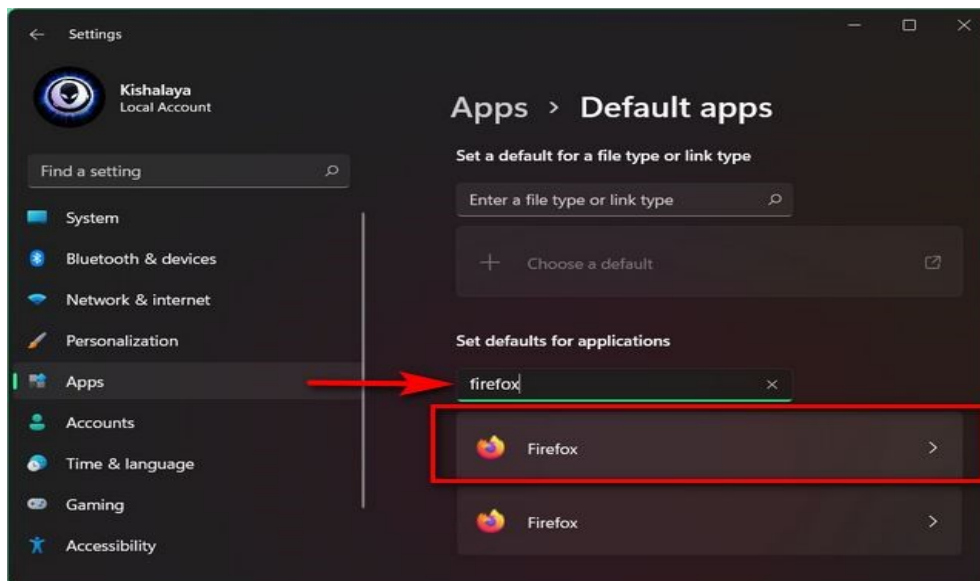 Settings
Kishalaya
Local Account
Find a setting
System
Bluetooth & devices
Network & internet
Personalization
Apps
Accounts
Time & language
Gaming
Accessibility
Apps > Default apps
Set a default for a file type or link type
Enter a file type or link type
Choose a default
Set defaults for applications
firefox
Firefox
Firefox